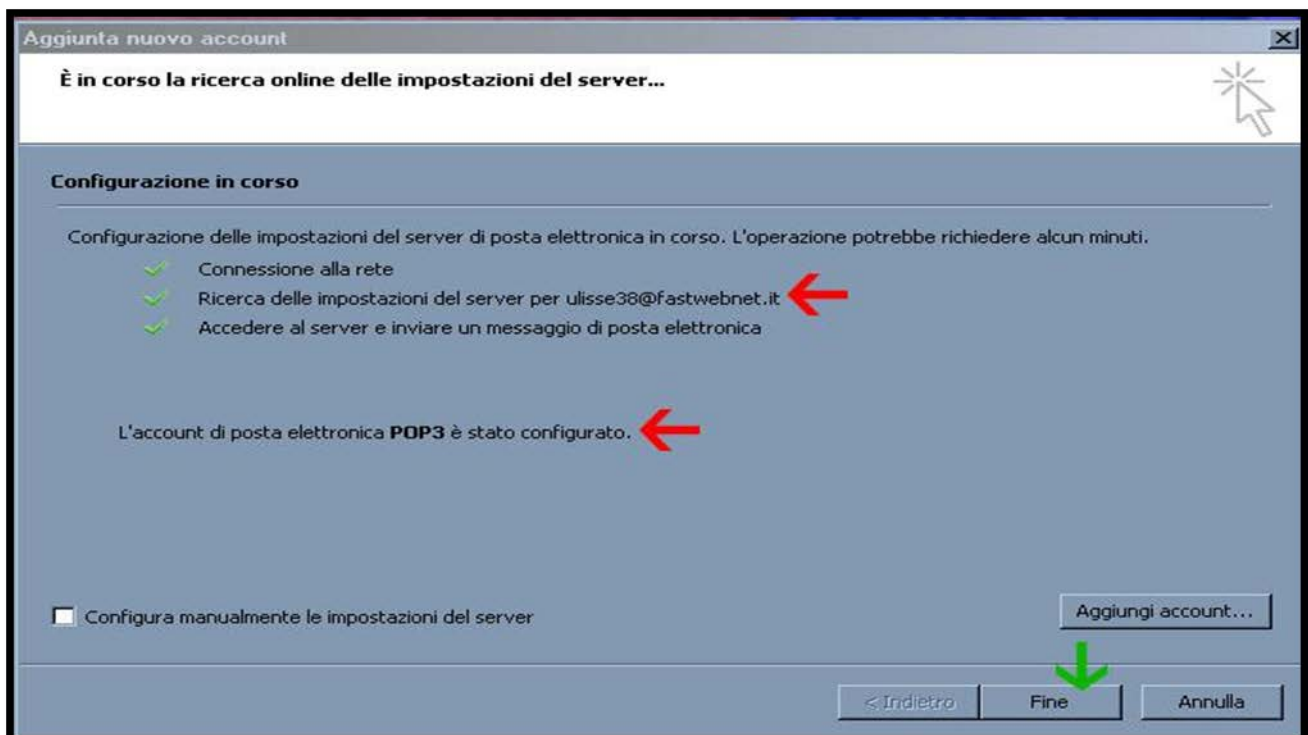 Aggiunta nuovo account
È in corso la ricerca online delle impostazioni del server...
Configurazione in corso
Configurazione delle impostazioni del server di posta elettronica in corso. L'operazione potrebbe richiedere alcun minuti.
Connessione alla rete
Ricerca delle impostazioni del server per ulisse38@fastwebnet.it
Accedere al server e inviare un messaggio di posta elettronica
L'account di posta elettronica POP3 è stato configurato.
Configura manualmente le impostazioni del server
Aggiungi account...
< Indietro
Fine
Annulla